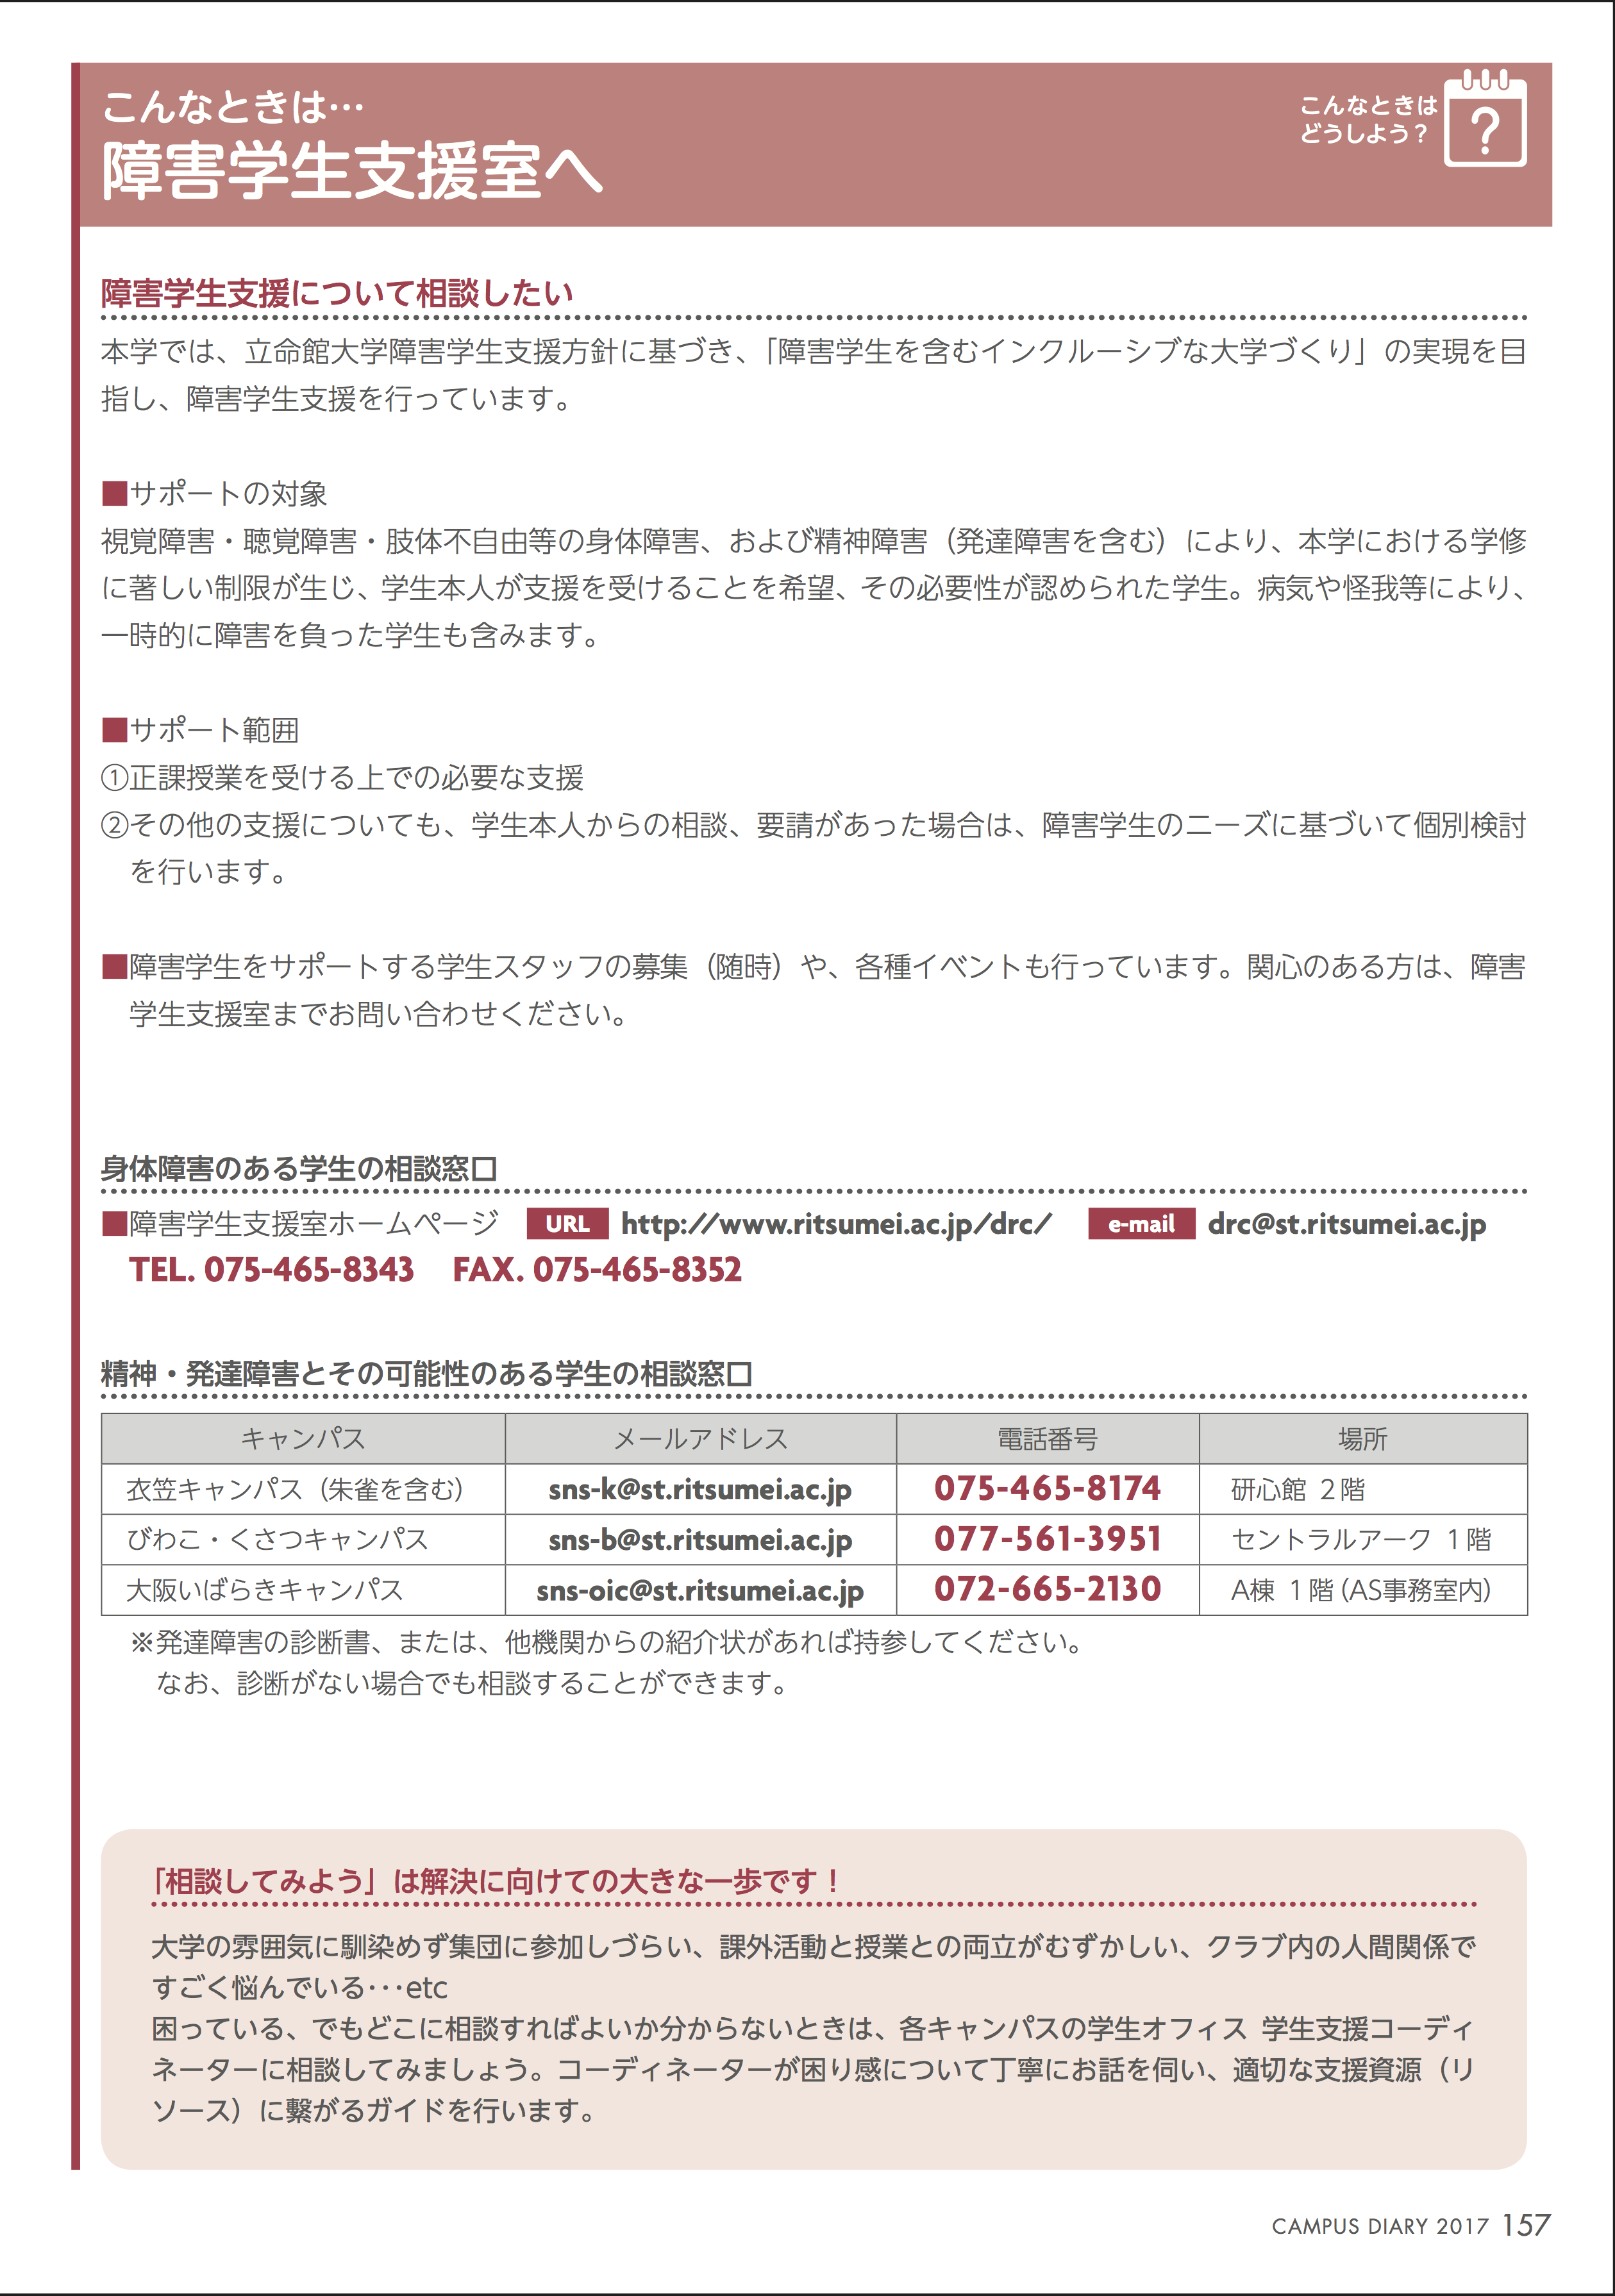 こんなときは…
障害学生支援室へ
こんなときは
どうしよう？
?
障害学生支援について相談したい
本学では、立命館大学障害学生支援方針に基づき、「障害学生を含むインクルーシブな大学づくり」の実現を目
指し、障害学生支援を行っています。
■サポートの対象
視覚障害・聴覚障害・肢体不自由等の身体障害、および精神障害（発達障害を含む）により、本学における学修
に著しい制限が生じ、学生本人が支援を受けることを希望、その必要性が認められた学生。病気や怪我等により、
一時的に障害を負った学生も含みます。
■サポート範囲
①正課授業を受ける上での必要な支援
②その他の支援についても、学生本人からの相談、要請があった場合は、障害学生のニーズに基づいて個別検討
を行います。
■障害学生をサポートする学生スタッフの募集（随時）や、各種イベントも行っています。関心のある方は、障害
学生支援室までお問い合わせください。
身体障害のある学生の相談窓口
■障害学生支援室ホームページ URL http://www.ritsumei.ac.jp/drc/ e-mail drc@st.ritsumei.ac.jp
TEL. 075-465-8343 FAX. 075-465-8352
精神・発達障害とその可能性のある学生の相談窓口
キャンパス メールアドレス 電話番号 場所
衣笠キャンパス（朱雀を含む） sns-k@st.ritsumei.ac.jp 075-465-8174 研心館 2階
びわこ・くさつキャンパス sns-b@st.ritsumei.ac.jp 077-561-3951 セントラルアーク 1階
大阪いばらきキャンパス sns-oic@st.ritsumei.ac.jp 072-665-2130 A棟 1階（AS事務室内）
※発達障害の診断書、または、他機関からの紹介状があれば持参してください。
なお、診断がない場合でも相談することができます。
「相談してみよう」は解決に向けての大きな一歩です！
大学の雰囲気に馴染めず集団に参加しづらい、課外活動と授業との両立がむずかしい、クラブ内の人間関係で
すごく悩んでいる･･･etc
困っている、でもどこに相談すればよいか分からないときは、各キャンパスの学生オフィス 学生支援コーディ
ネーターに相談してみましょう。コーディネーターが困り感について丁寧にお話を伺い、適切な支援資源（リ
ソース）に繋がるガイドを行います。
CAMPUS DIARY 2017 157